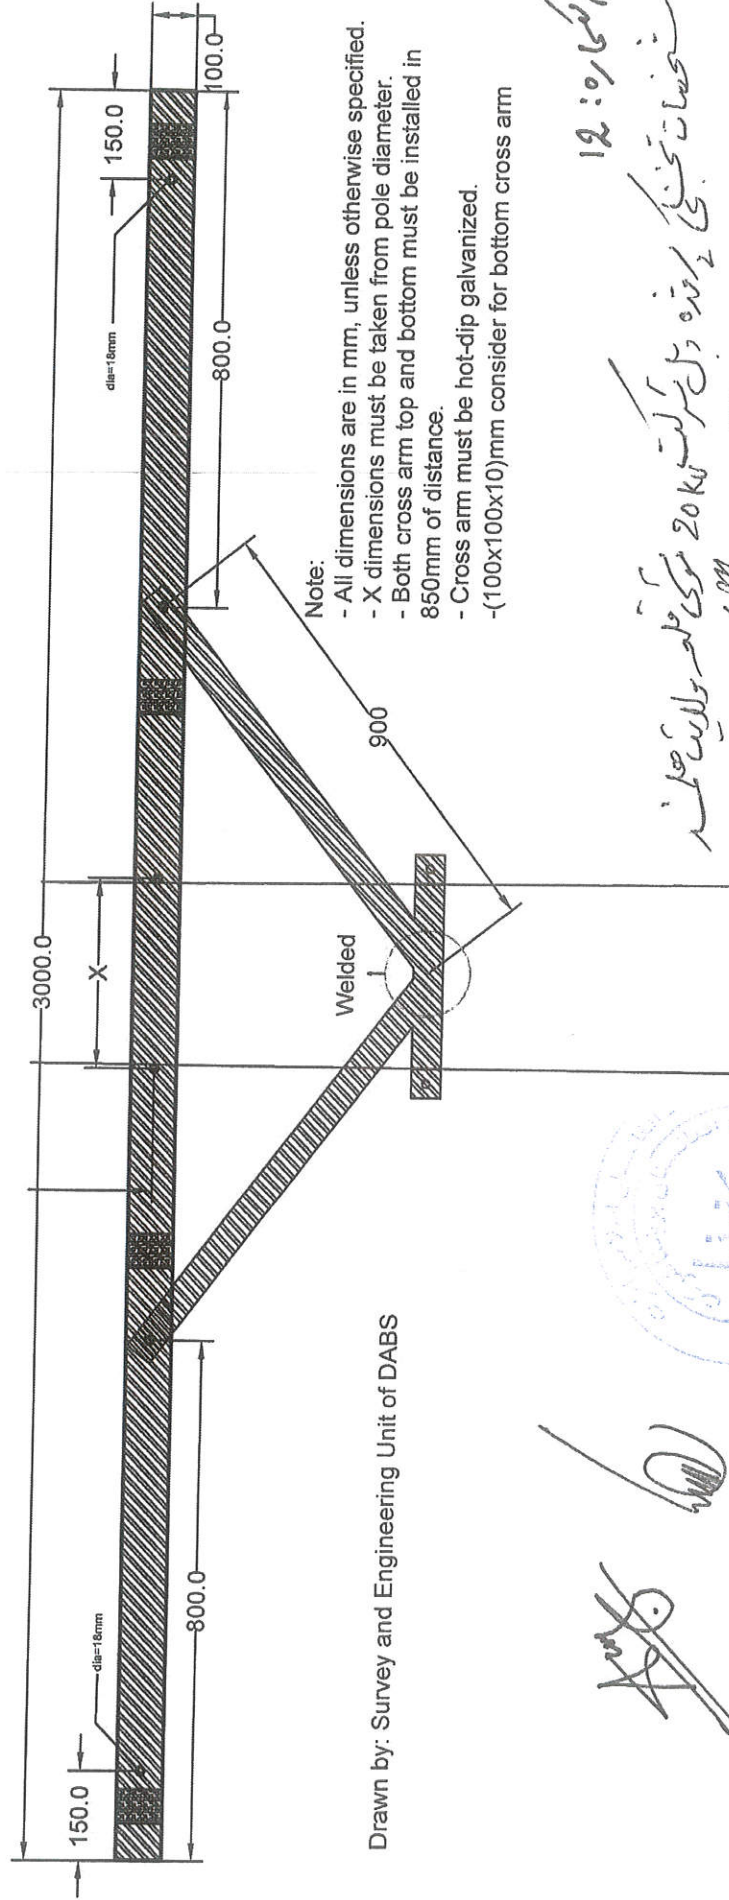 3000.0
150.0
100.0
dia=18mm
X
800.0
900
Welded
150.0
dia=18mm
800.0
Note:
- All dimensions are in mm, unless otherwise specified.
- X dimensions must be taken from pole diameter.
- Both cross arm top and bottom must be installed in
850mm of distance.
- Cross arm must be hot-dip galvanized.
-(100x100x10)mm consider for bottom cross arm
Drawn by: Survey and Engineering Unit of DABS
12:
20 kv